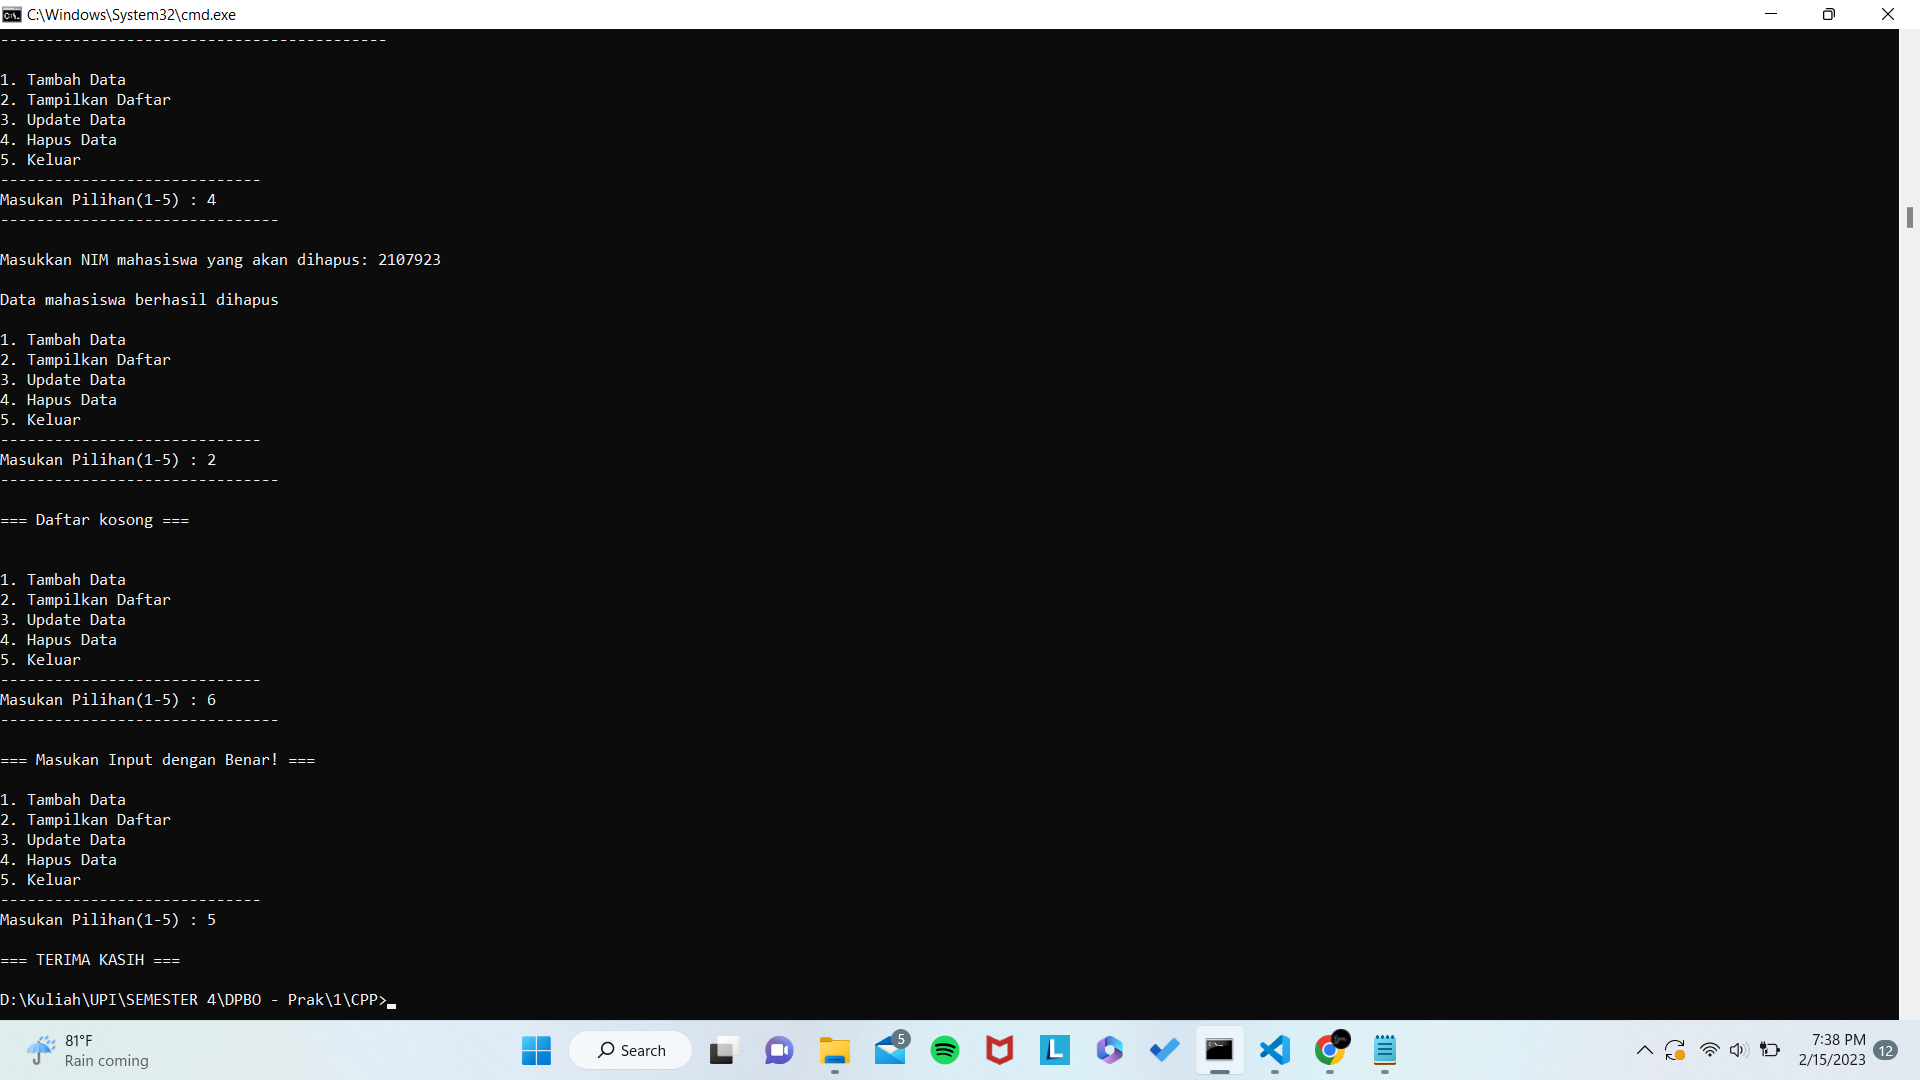 C:\Windows\System32\cmd.exe
-------------------------------------------
1. Tambah Data
2. Tampilkan Daftar
3. Update Data
4. Hapus Data
5. Keluar
-----------------------------
Masukan Pilihan(1-5) : 4
-------------------------------
Masukkan NIM mahasiswa yang akan dihapus: 2107923
Data mahasiswa berhasil dihapus
1. Tambah Data
2. Tampilkan Daftar
3. Update Data
4. Hapus Data
5. Keluar
-----------------------------
Masukan Pilihan(1-5) : 2
-------------------------------
=== Daftar kosong ===
1. Tambah Data
2. Tampilkan Daftar
3. Update Data
4. Hapus Data
5. Keluar
-----------------------------
Masukan Pilihan(1-5) : 6
-------------------------------
=== Masukan Input dengan Benar! ===
1. Tambah Data
2. Tampilkan Daftar
3. Update Data
4. Hapus Data
5. Keluar
-----------------------------
Masukan Pilihan(1-5) : 5
=== TERIMA KASIH ===
D:\Kuliah\UPI\SEMESTER 4\DPBO - Prak\1\CPP>
81°F
Rain coming
Search
5
L
7:38 PM
2/15/2023
12